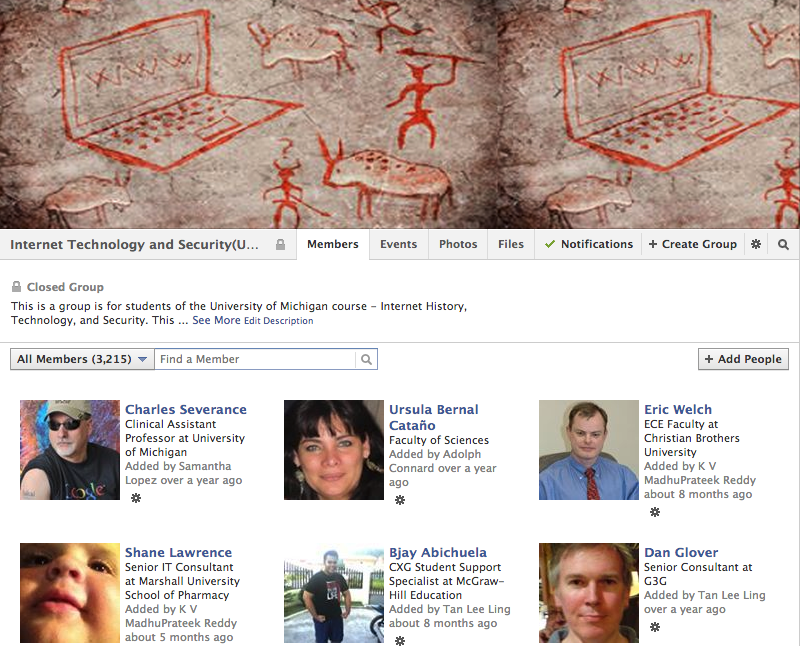 WWW
WWW
Internet Technology and Security(U...
Members
Events
Photos
Files
Notifications
+ Create Group
Closed Group
This is a group is for students of the University of Michigan course – Internet History,
Technology, and Security. This ... See More Edit Description
All Members (3,215)
Find a Member
+ Add People
Charles Severance
Clinical Assistant
Professor at University
of Michigan
Added by Samantha
Lopez over a year ago
Ursula Bernal
Cataño
Faculty of Sciences
Added by Adolph
Connard over a year
ago
Eric Welch
ECE Faculty at
Christian Brothers
University
Added by K V
MadhuPrateek Reddy
about 8 months ago
Shane Lawrence
Senior IT Consultant
at Marshall University
School of Pharmacy
Added by K V
MadhuPrateek Reddy
about 5 months ago
Bjay Abichuela
CXG Student Support
Specialist at McGraw-
Hill Education
Added by Tan Lee Ling
about 8 months ago
Dan Glover
Senior Consultant at
G3G
Added by Tan Lee Ling
over a year ago